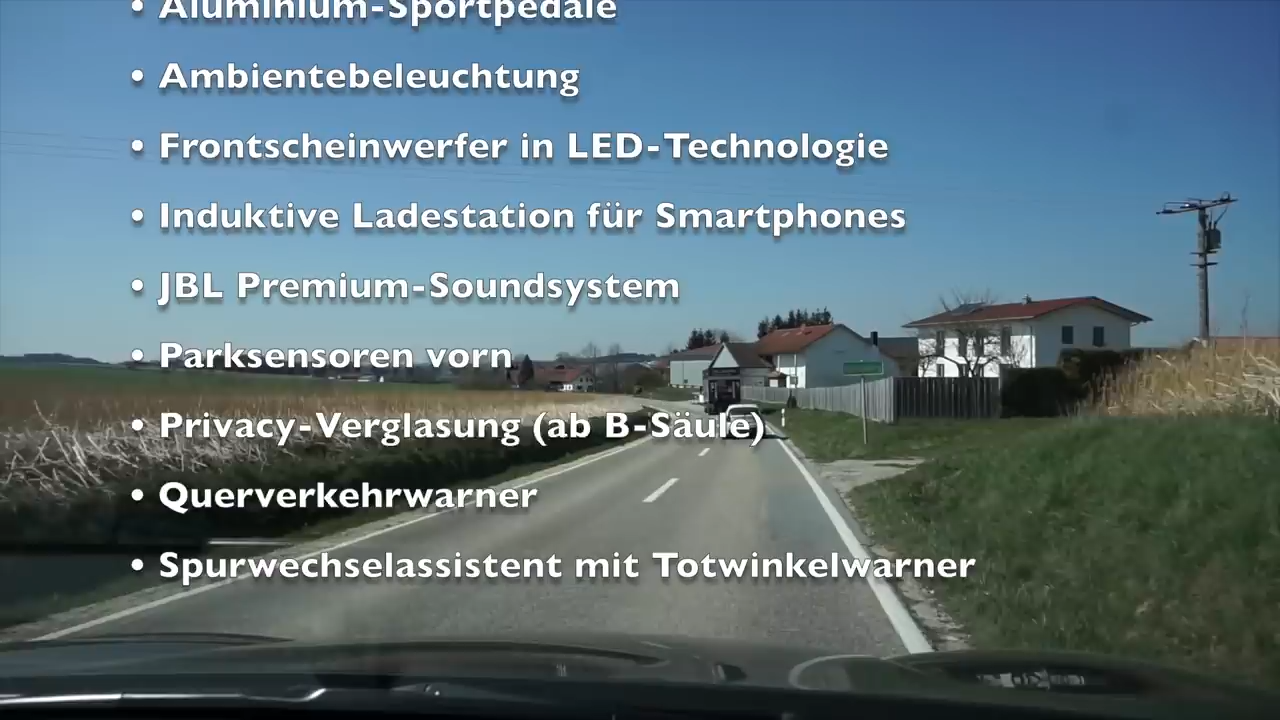 • Aluminium-Sportpedale
• Ambientebeleuchtung
• Frontscheinwerfer in LED-Technologie
• Induktive Ladestation für Smartphones
• JBL Premium-Soundsystem
• Parksensoren vorn
• Privacy-Verglasung (ab B-Säule)
• Querverkehrwarner
• Spurwechselassistent mit Totwinkelwarner